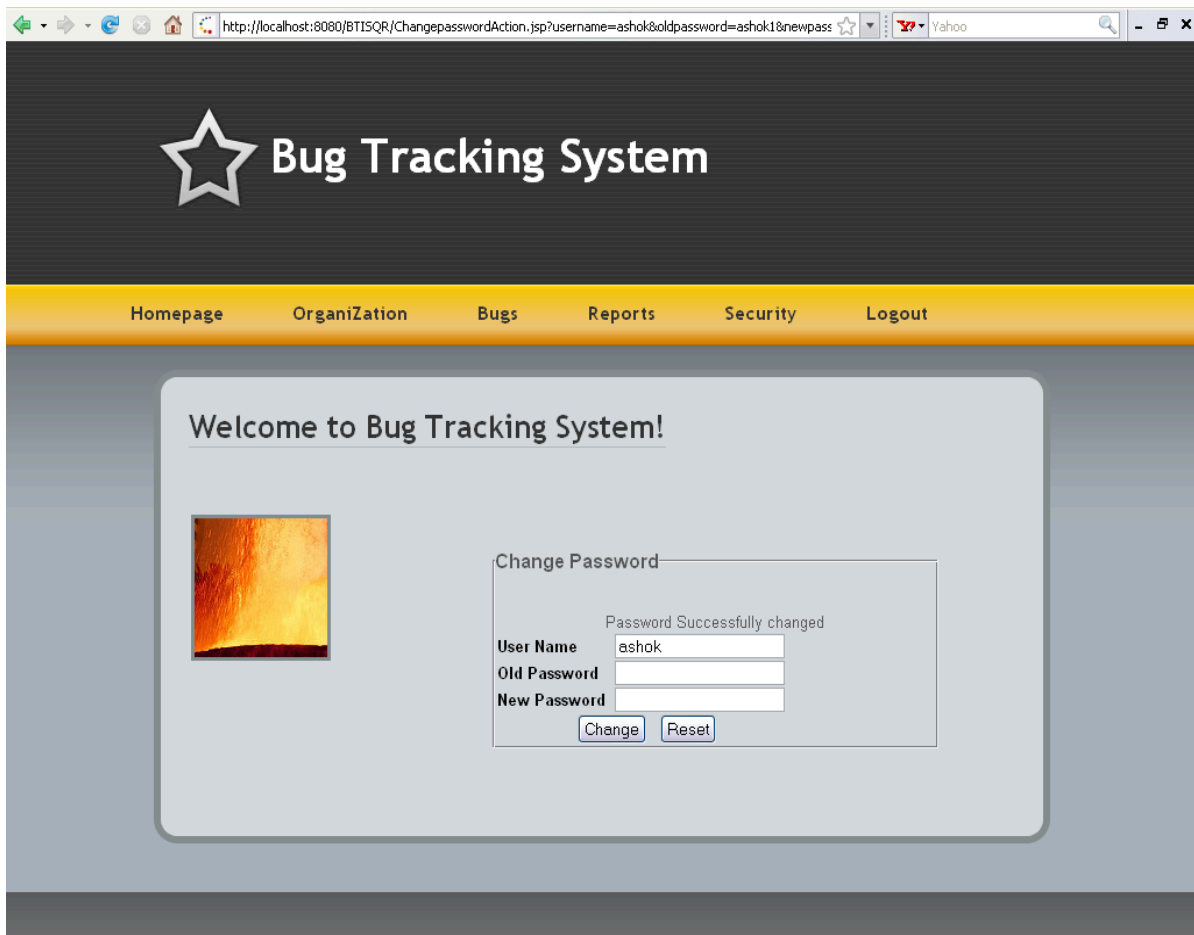 http://localhost:8080/BTISQR/ChangepasswordAction.jsp?username=ashok&oldpassword=ashok1&newpass
Yahoo
Bug Tracking System
Homepage OrganiZation Bugs Reports Security Logout
Welcome to Bug Tracking System!
Change Password
Password Successfully changed
User Name ashok
Old Password
New Password
Change Reset